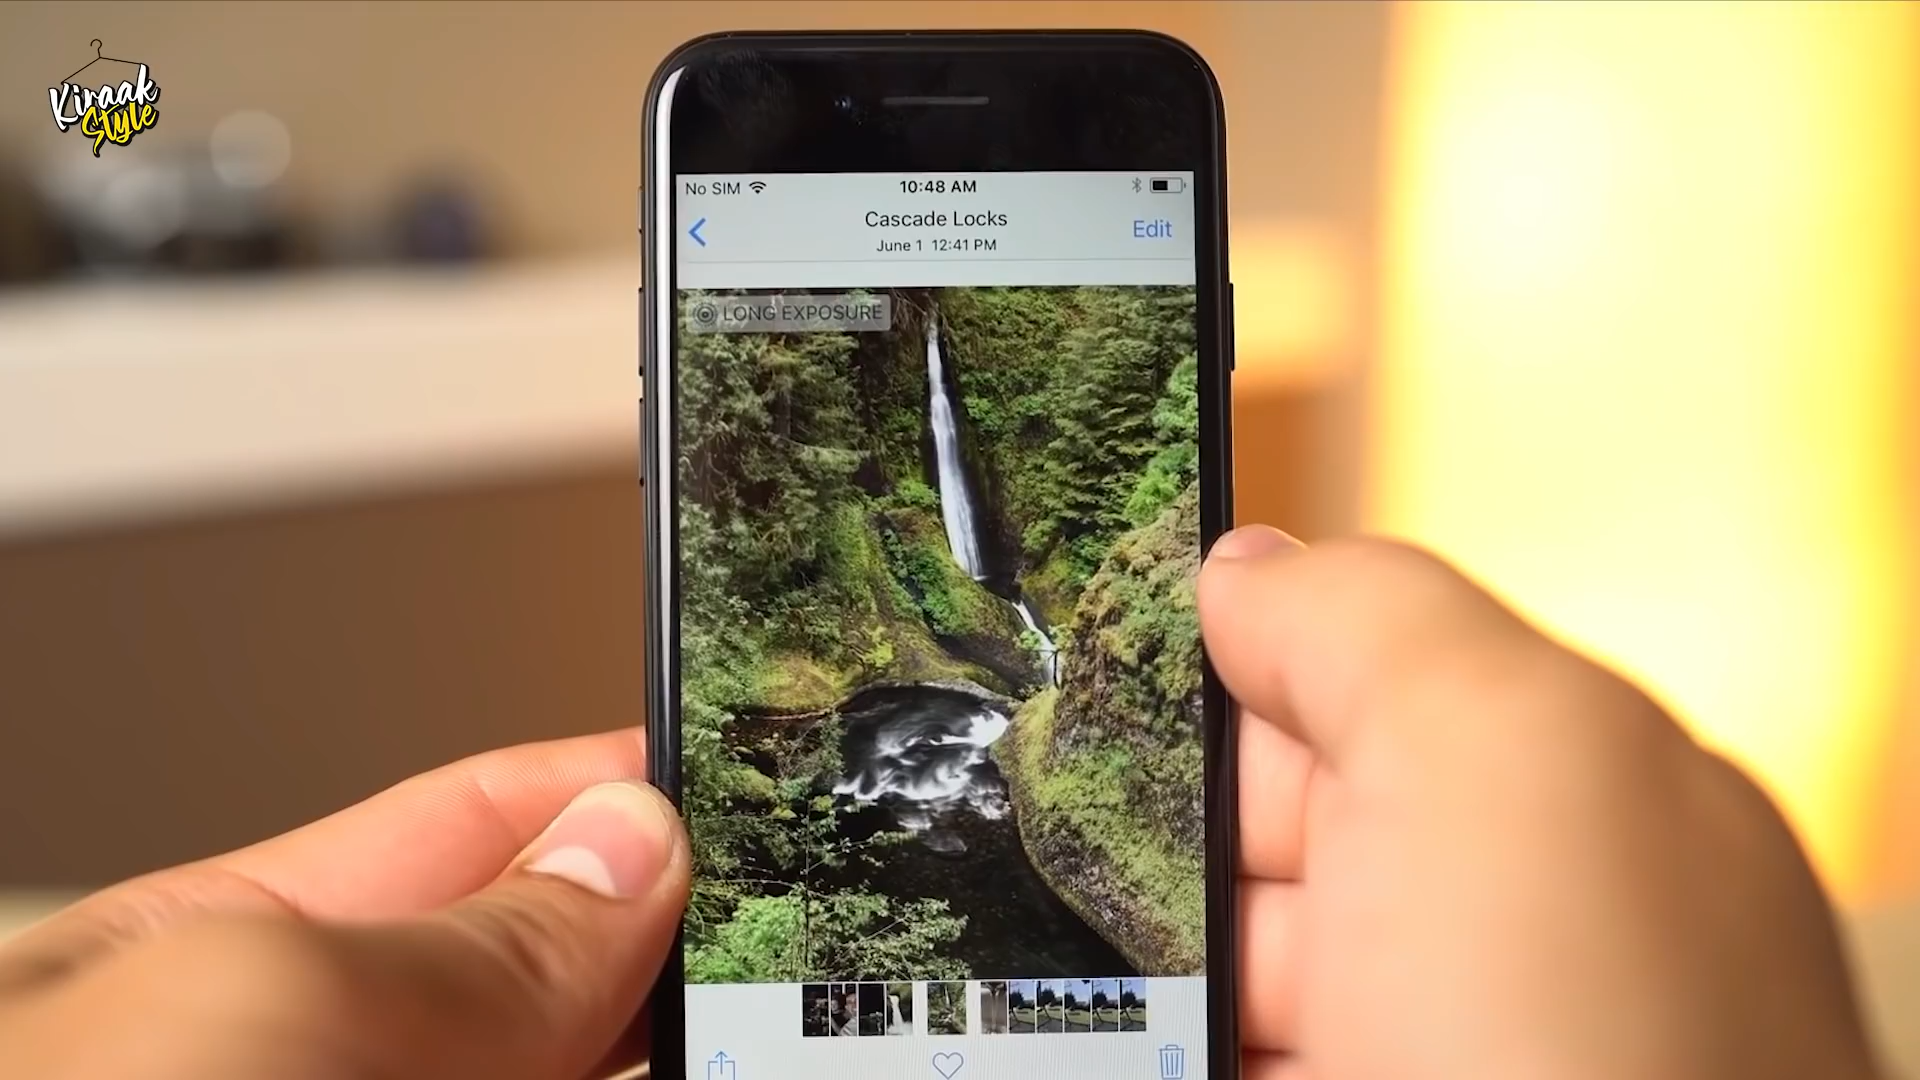 Kiraak
Style
No SIM
10:48 AM
Cascade Locks
June 1 12:41 PM
Edit
LONG EXPOSURE